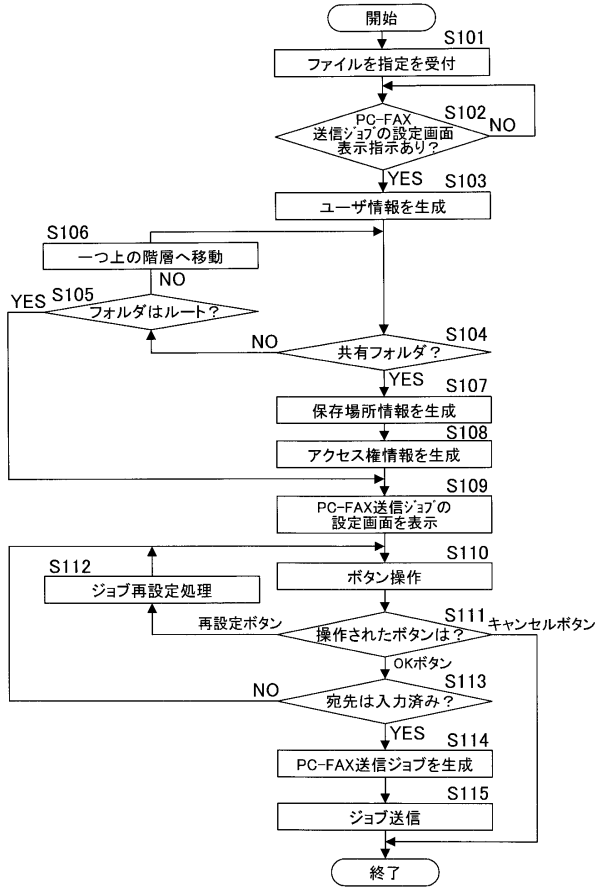 開始
S101
ファイルを指定を受付
S102
PC-FAX
送信ジョブの設定画面
表示指示あり？
NO
YES
S103
ユーザ情報を生成
S106
一つ上の階層へ移動
NO
YES
S105
フォルダはルート？
S104
NO
共有フォルダ？
YES
S107
保存場所情報を生成
S108
アクセス権情報を生成
S109
PC-FAX送信ジョブの
設定画面を表示
S110
S112
ボタン操作
ジョブ再設定処理
S111
再設定ボタン
操作されたボタンは？
キャンセルボタン
OKボタン
S113
NO
宛先は入力済み？
YES
S114
PC-FAX送信ジョブを生成
S115
ジョブ送信
終了